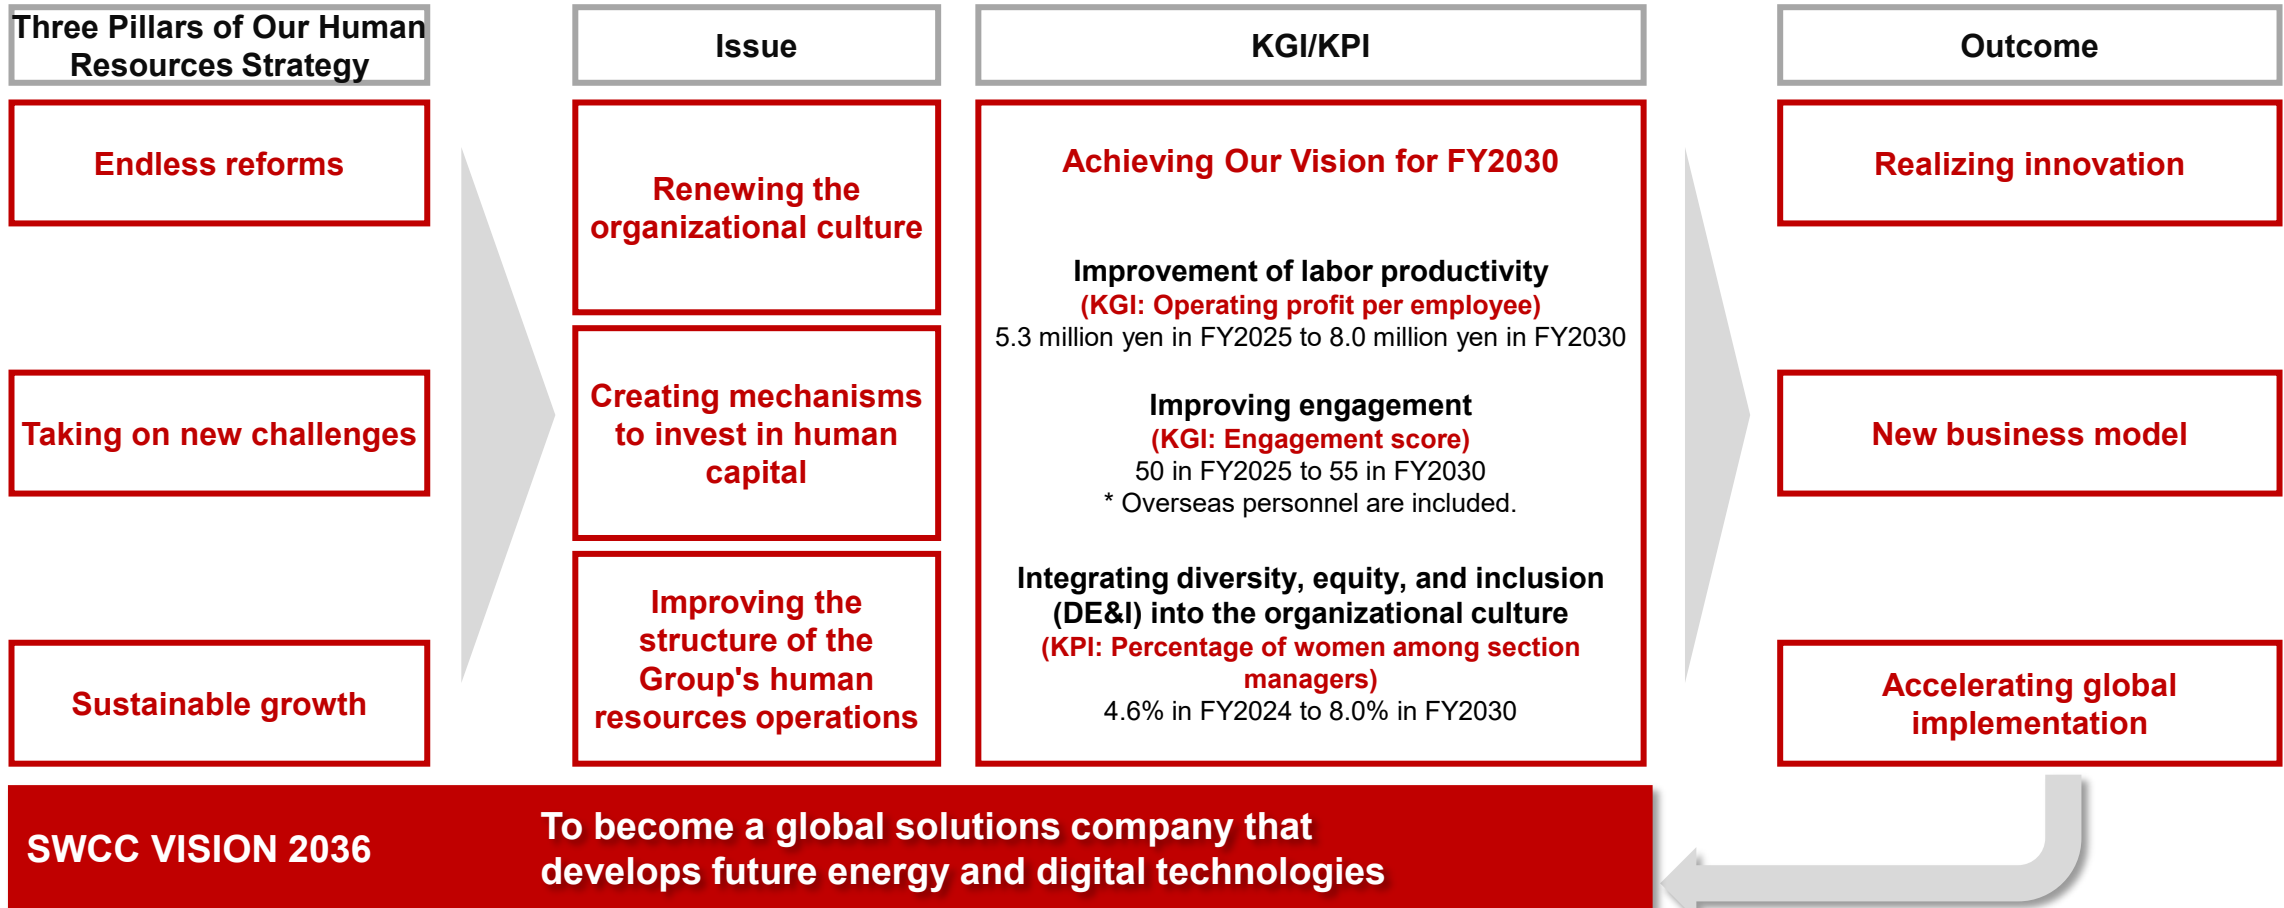 Three Pillars of Our Human
Resources Strategy
Issue
KGI/KPI
Outcome
Endless reforms
Taking on new challenges
Sustainable growth
Renewing the
organizational culture
Creating mechanisms
to invest in human
capital
Improving the
structure of the
Group's human
resources operations
Achieving Our Vision for FY2030
Improvement of labor productivity
(KGI: Operating profit per employee)
5.3 million yen in FY2025 to 8.0 million yen in FY2030
Improving engagement
(KGI: Engagement score)
50 in FY2025 to 55 in FY2030
* Overseas personnel are included.
Integrating diversity, equity, and inclusion
(DE&I) into the organizational culture
(KPI: Percentage of women among section
managers)
4.6% in FY2024 to 8.0% in FY2030
Realizing innovation
New business model
Accelerating global
implementation
SWCC VISION 2036
To become a global solutions company that
develops future energy and digital technologies